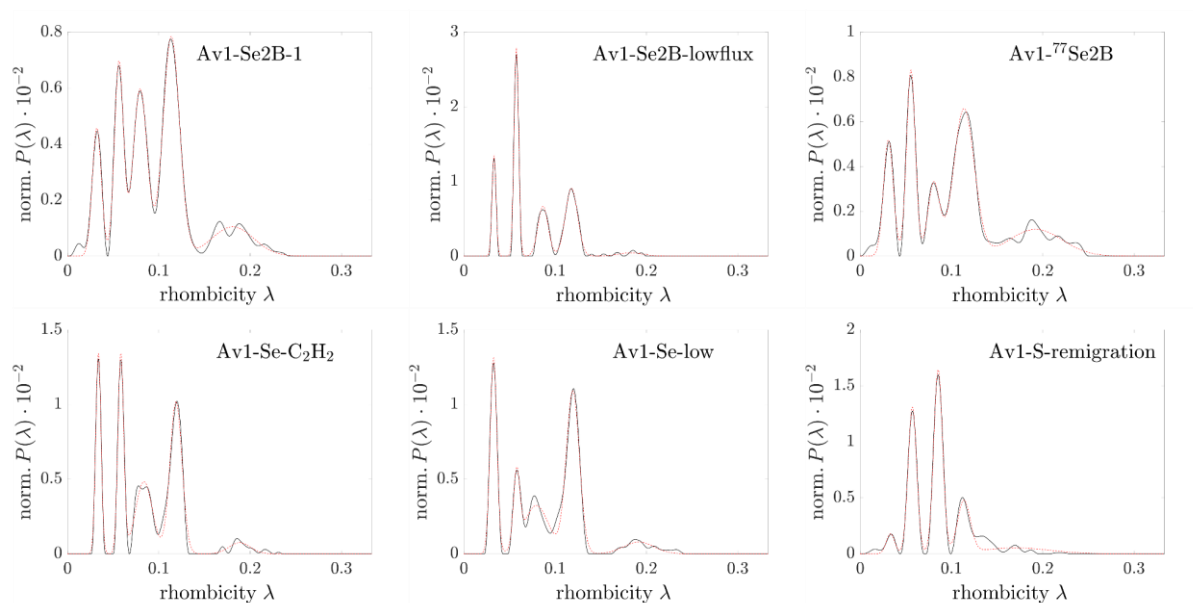 Av1-Se2B-1
norm. P(λ) · 10⁻²
0.8
0.6
0.4
0.2
0
0 0.1 0.2 0.3
rhombicity λ
Av1-Se2B-lowflux
norm. P(λ) · 10⁻²
3
2
1
0
0 0.1 0.2 0.3
rhombicity λ
Av1-⁷⁷Se2B
norm. P(λ) · 10⁻²
1
0.8
0.6
0.4
0.2
0
0 0.1 0.2 0.3
rhombicity λ
Av1-Se-C₂H₂
norm. P(λ) · 10⁻²
1.5
1
0.5
0
0 0.1 0.2 0.3
rhombicity λ
Av1-Se-low
norm. P(λ) · 10⁻²
1.5
1
0.5
0
0 0.1 0.2 0.3
rhombicity λ
Av1-S-remigration
norm. P(λ) · 10⁻²
2
1.5
1
0.5
0
0 0.1 0.2 0.3
rhombicity λ